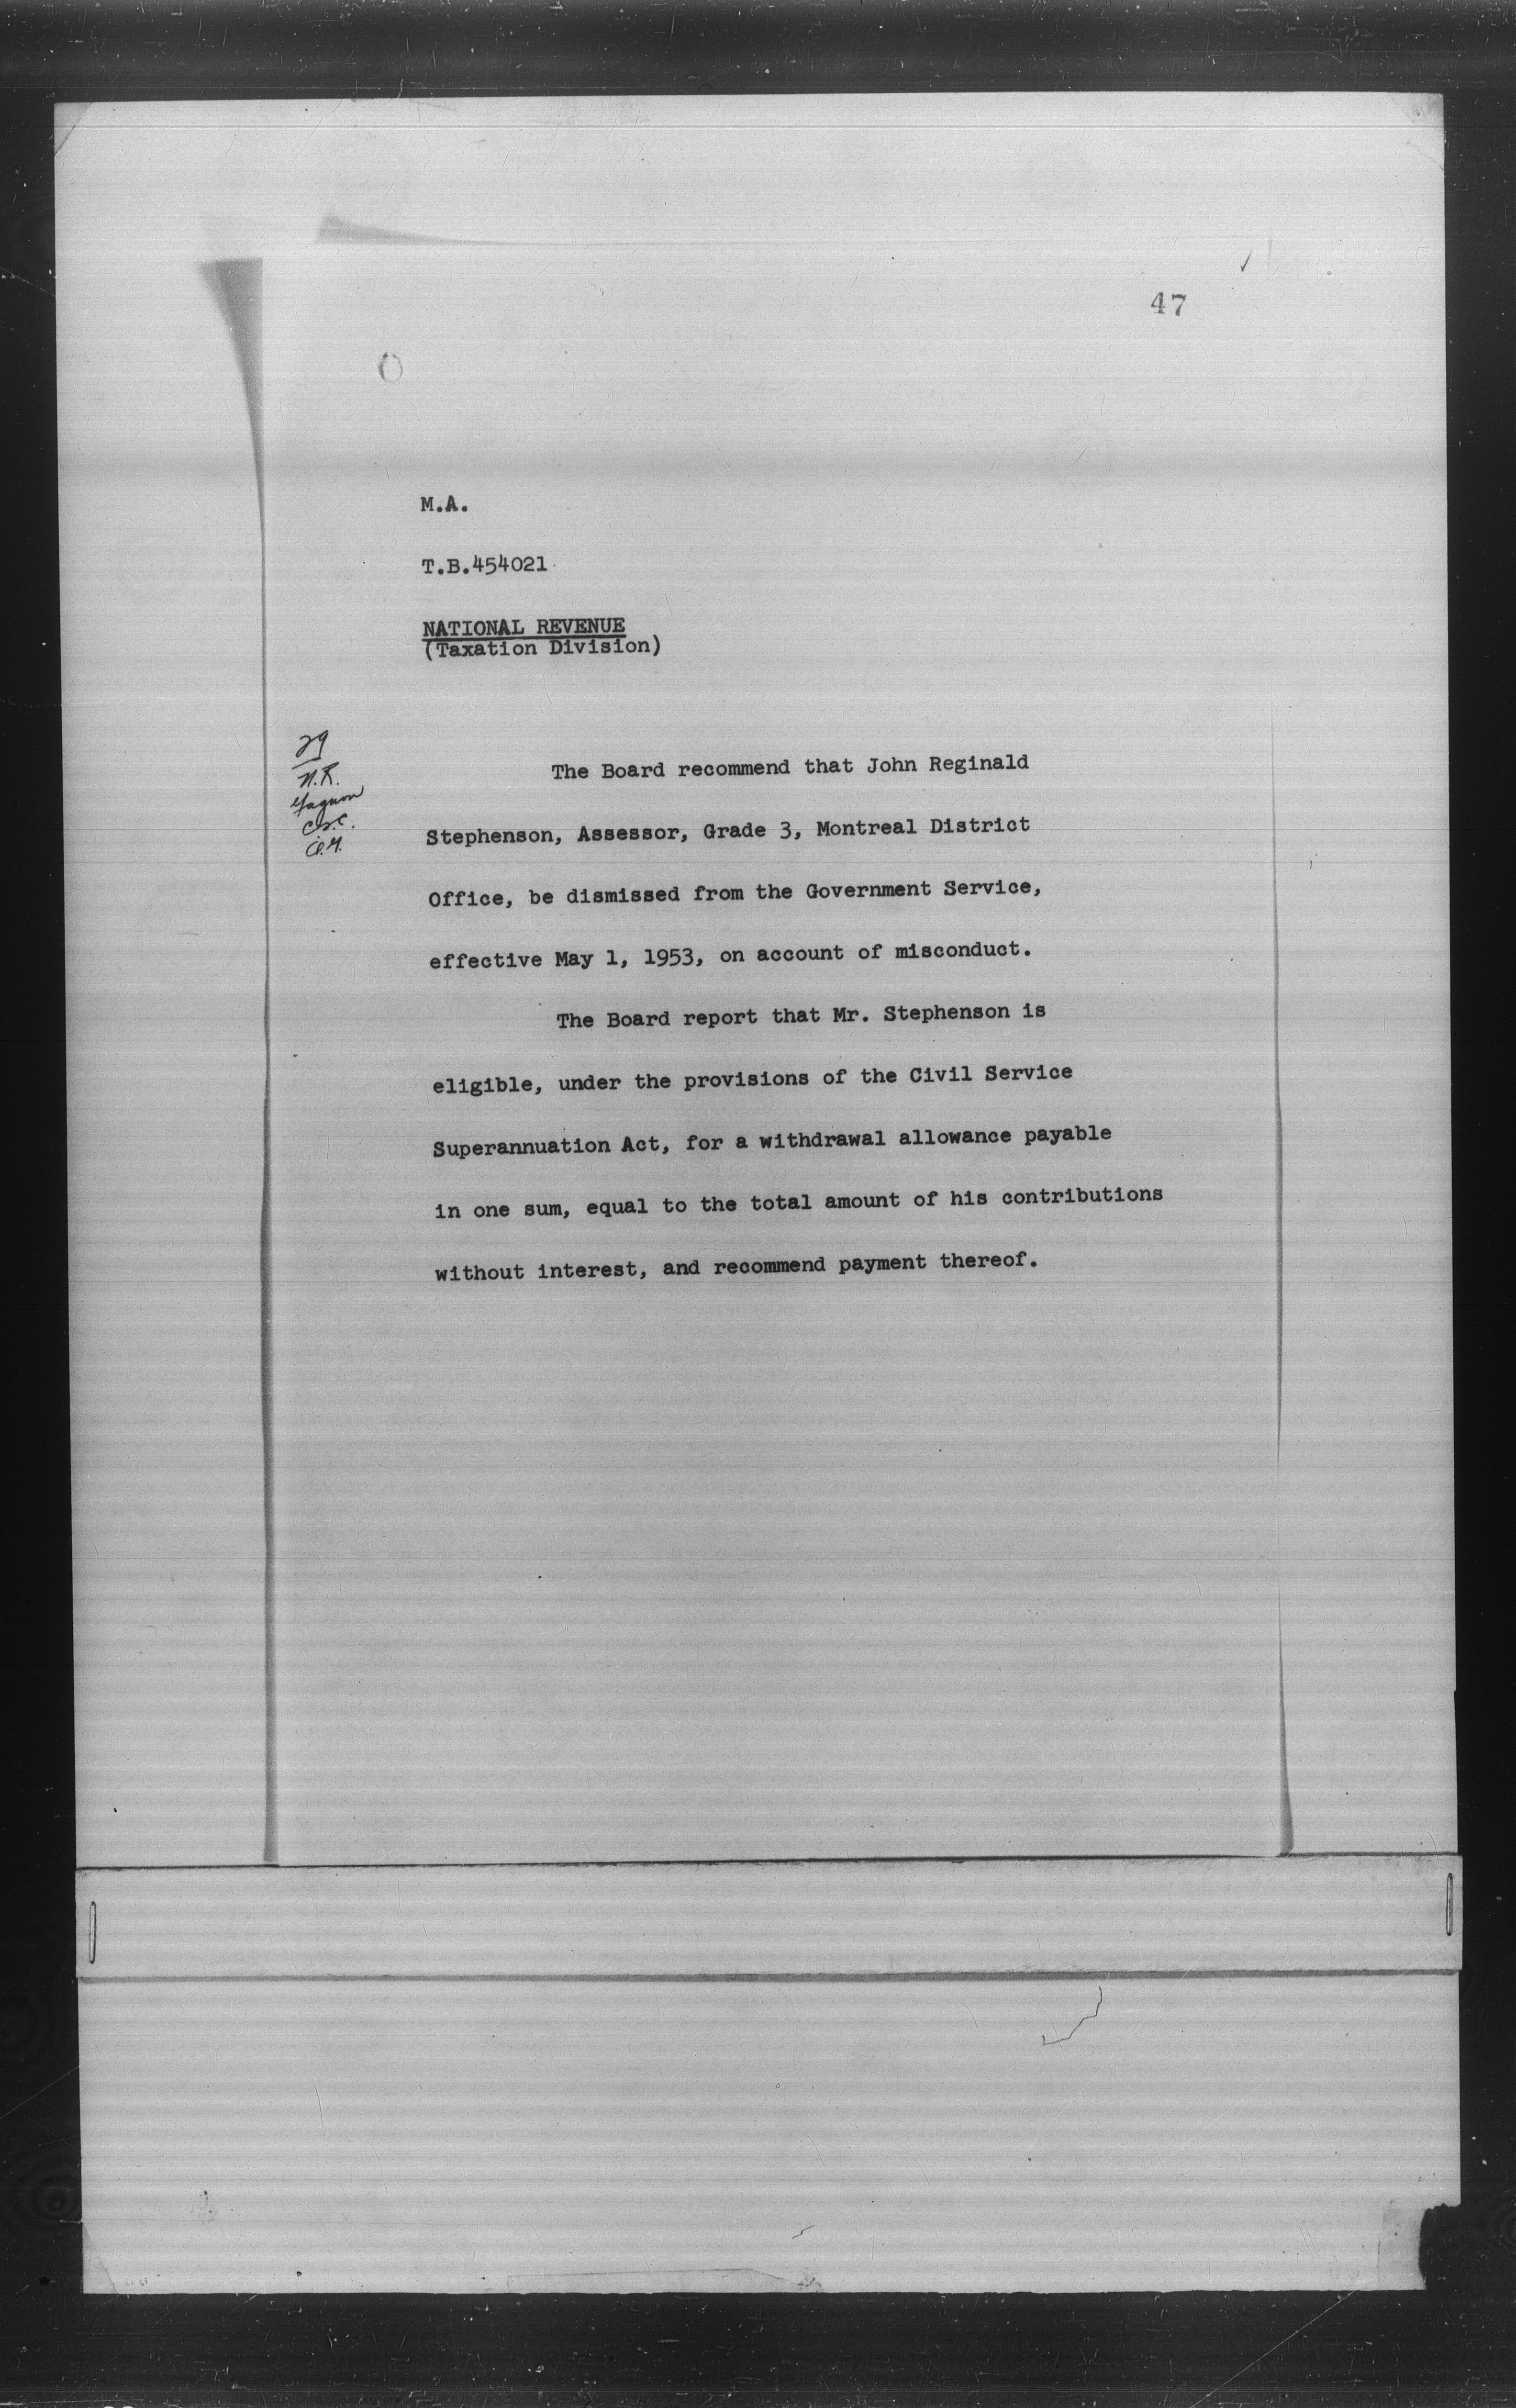 47
M.A.
T.B.454021
NATIONAL REVENUE
(Taxation Division)
29
N.R.
Gagnon
C.S.C.
The Board recommend that John Reginald
Stephenson, Assessor, Grade 3, Montreal District
Office, be dismissed from the Government Service,
effective May 1, 1953, on account of misconduct.
The Board report that Mr. Stephenson is
eligible, under the provisions of the Civil Service
Superannuation Act, for a withdrawal allowance payable
in one sum, equal to the total amount of his contributions
without interest, and recommend payment thereof.